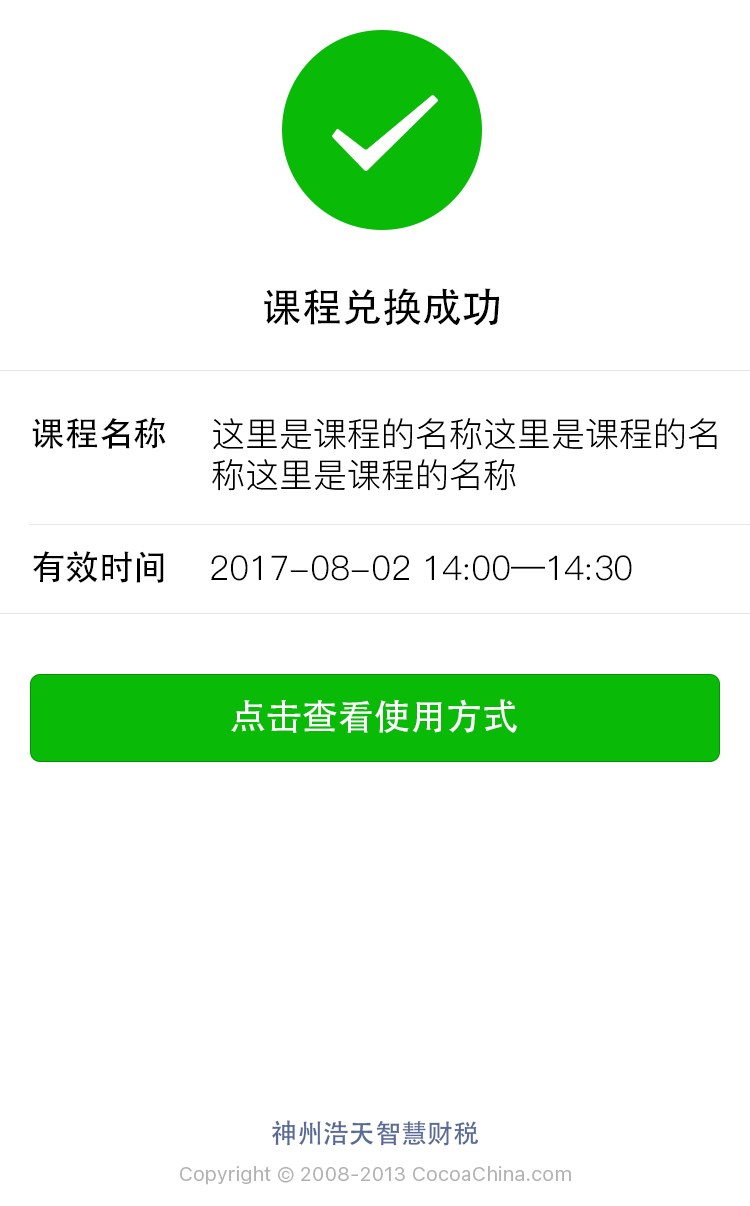 课程兑换成功
课程名称 这里是课程的名称这里是课程的名
称这里是课程的名称
有效时间 2017-08-02 14:00—14:30
点击查看使用方式
神州浩天智慧财税
Copyright © 2008-2013 CocoaChina.com